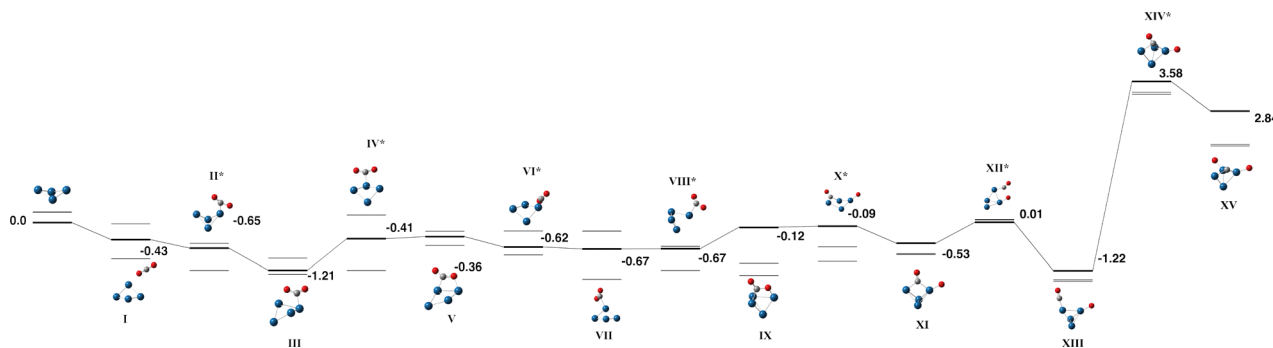 XIV*
3.58
2.84
XV
IV*
II*
-0.65
VI*
VIII*
X*
XII*
0.0
-0.43
-1.21
-0.41
-0.36
-0.62
-0.67
-0.67
-0.12
-0.09
-0.53
0.01
-1.22
I
III
V
VII
IX
XI
XIII